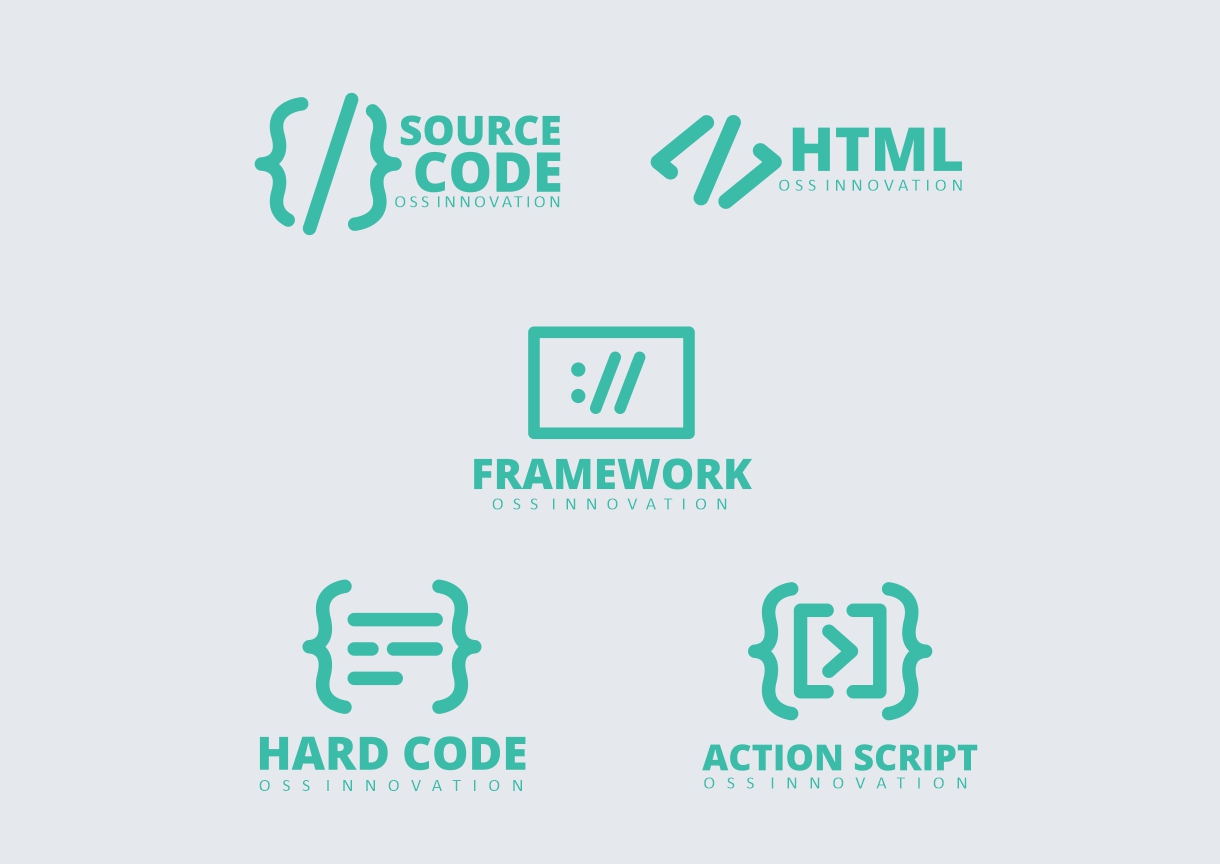 SOURCE
CODE
OSS INNOVATION
HTML
OSS INNOVATION
://
FRAMEWORK
OSS INNOVATION
HARD CODE
OSS INNOVATION
ACTION SCRIPT
OSS INNOVATION